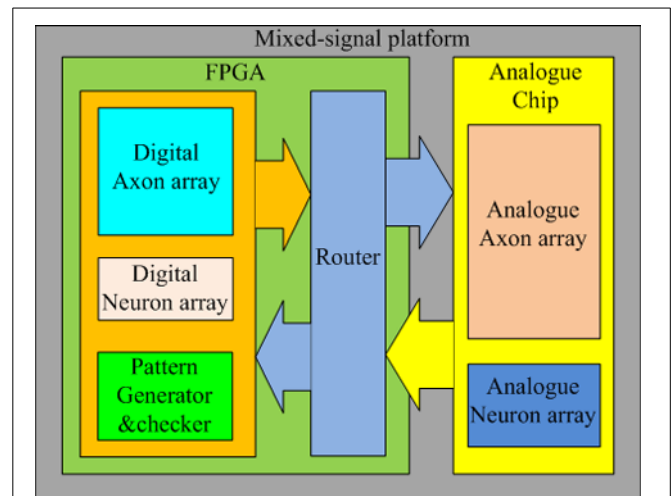 Mixed-signal platform
FPGA
Digital
Axon array
Digital
Neuron array
Pattern
Generator
&checker
Router
Analogue
Chip
Analogue
Axon array
Analogue
Neuron array